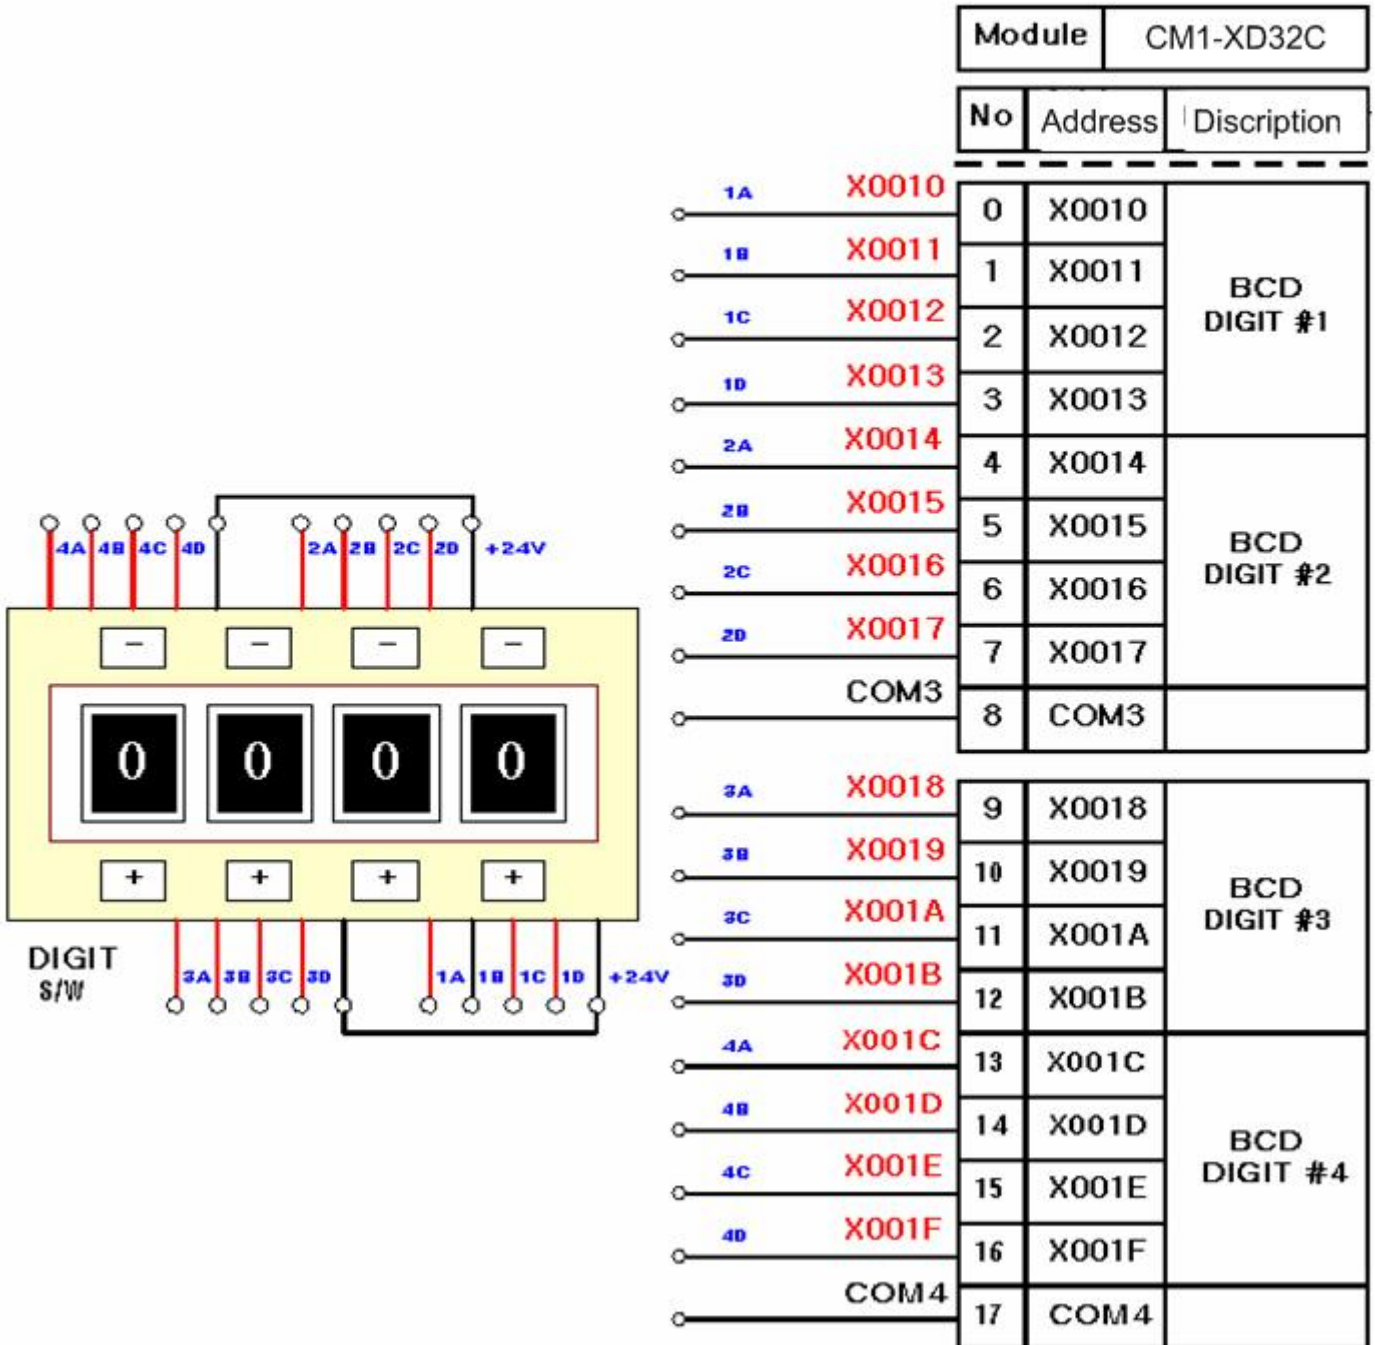 Module CM1-XD32C
No Address Discription
1A X0010 0 X0010
1B X0011 1 X0011
BCD
DIGIT #1
1C X0012 2 X0012
1D X0013 3 X0013
2A X0014 4 X0014
2B X0015 5 X0015
BCD
DIGIT #2
2C X0016 6 X0016
2D X0017 7 X0017
COM3 8 COM3
3A X0018 9 X0018
3B X0019 10 X0019
BCD
DIGIT #3
3C X001A 11 X001A
3D X001B 12 X001B
4A X001C 13 X001C
4B X001D 14 X001D
BCD
DIGIT #4
4C X001E 15 X001E
4D X001F 16 X001F
COM4 17 COM4
4A 4B 4C 4D 2A 2B 2C 2D +24V
− − − −
0 0 0 0
+ + + +
DIGIT
S/W
3A 3B 3C 3D 1A 1B 1C 1D +24V